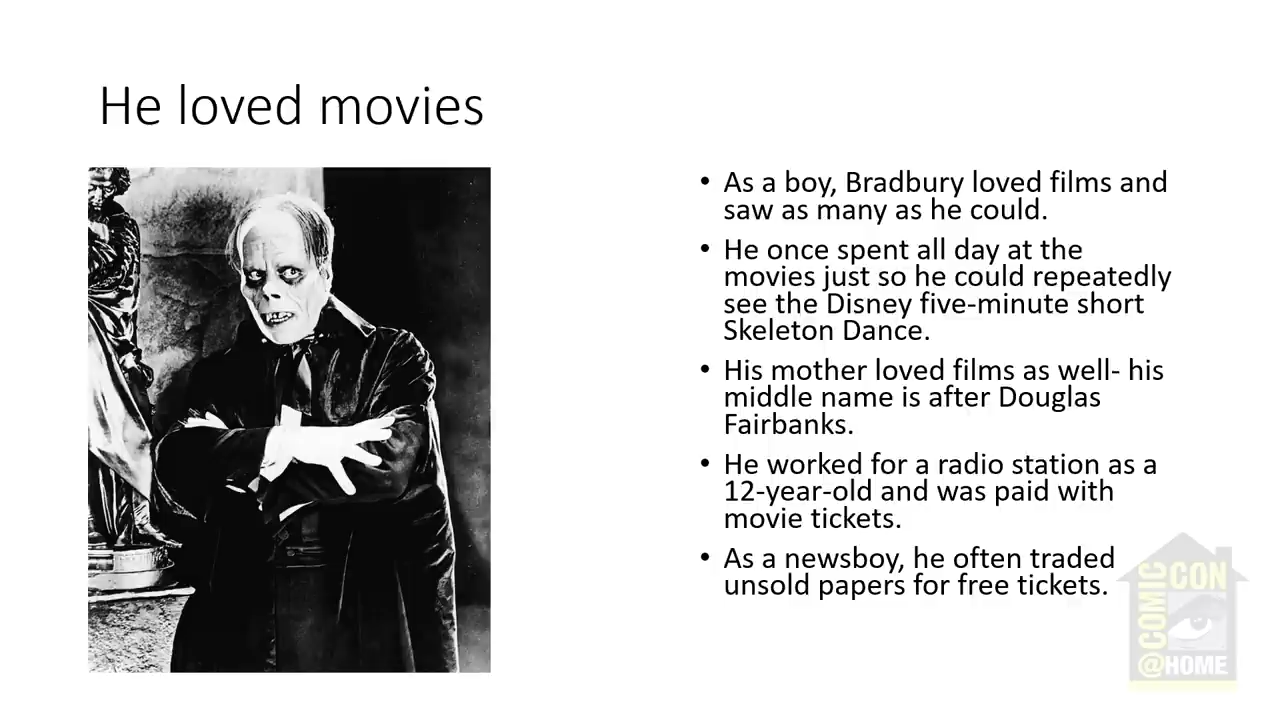 He loved movies
• As a boy, Bradbury loved films and
saw as many as he could.
• He once spent all day at the
movies just so he could repeatedly
see the Disney five-minute short
Skeleton Dance.
• His mother loved films as well- his
middle name is after Douglas
Fairbanks.
• He worked for a radio station as a
12-year-old and was paid with
movie tickets.
• As a newsboy, he often traded
unsold papers for free tickets.
COMIC
CON
@HOME